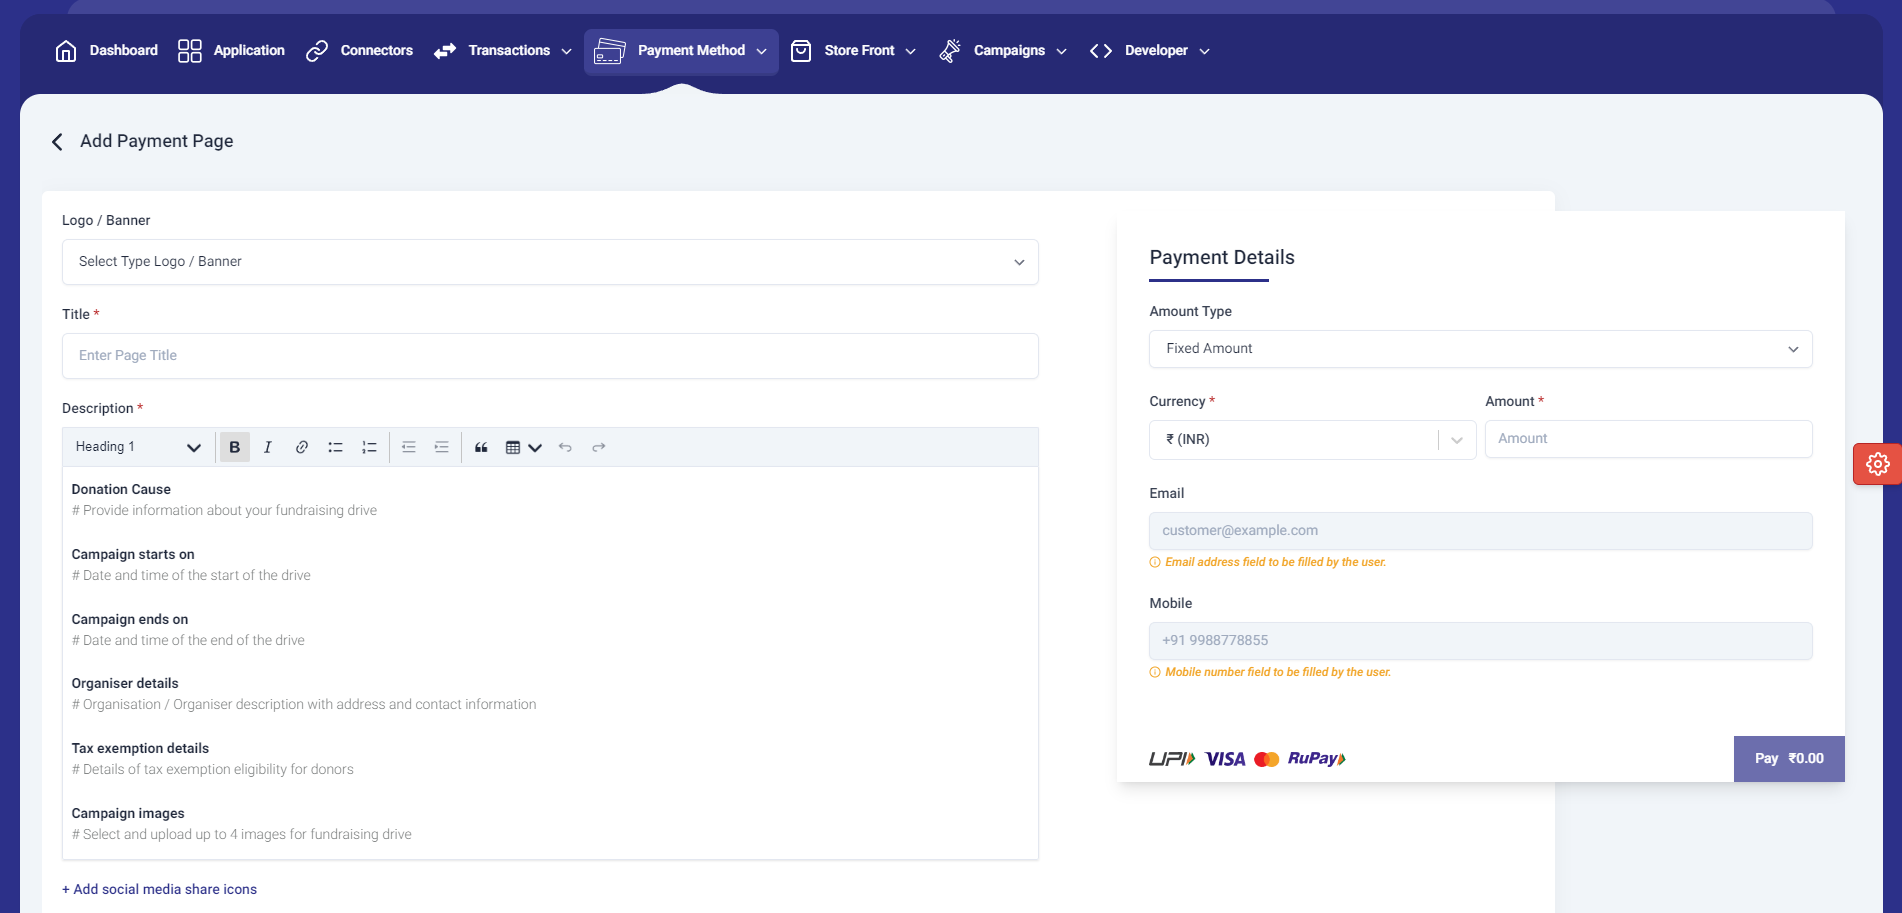 Dashboard Application Connectors Transactions Payment Method Store Front Campaigns Developer
Add Payment Page
Logo / Banner
Select Type Logo / Banner
Title *
Enter Page Title
Description *
Heading 1 B I
Donation Cause
# Provide information about your fundraising drive
Campaign starts on
# Date and time of the start of the drive
Campaign ends on
# Date and time of the end of the drive
Organiser details
# Organisation / Organiser description with address and contact information
Tax exemption details
# Details of tax exemption eligibility for donors
Campaign images
# Select and upload up to 4 images for fundraising drive
+ Add social media share icons
Payment Details
Amount Type
Fixed Amount
Currency * Amount *
₹ (INR) Amount
Email
customer@example.com
Email address field to be filled by the user.
Mobile
+91 9988778855
Mobile number field to be filled by the user.
UPI VISA RuPay
Pay ₹0.00